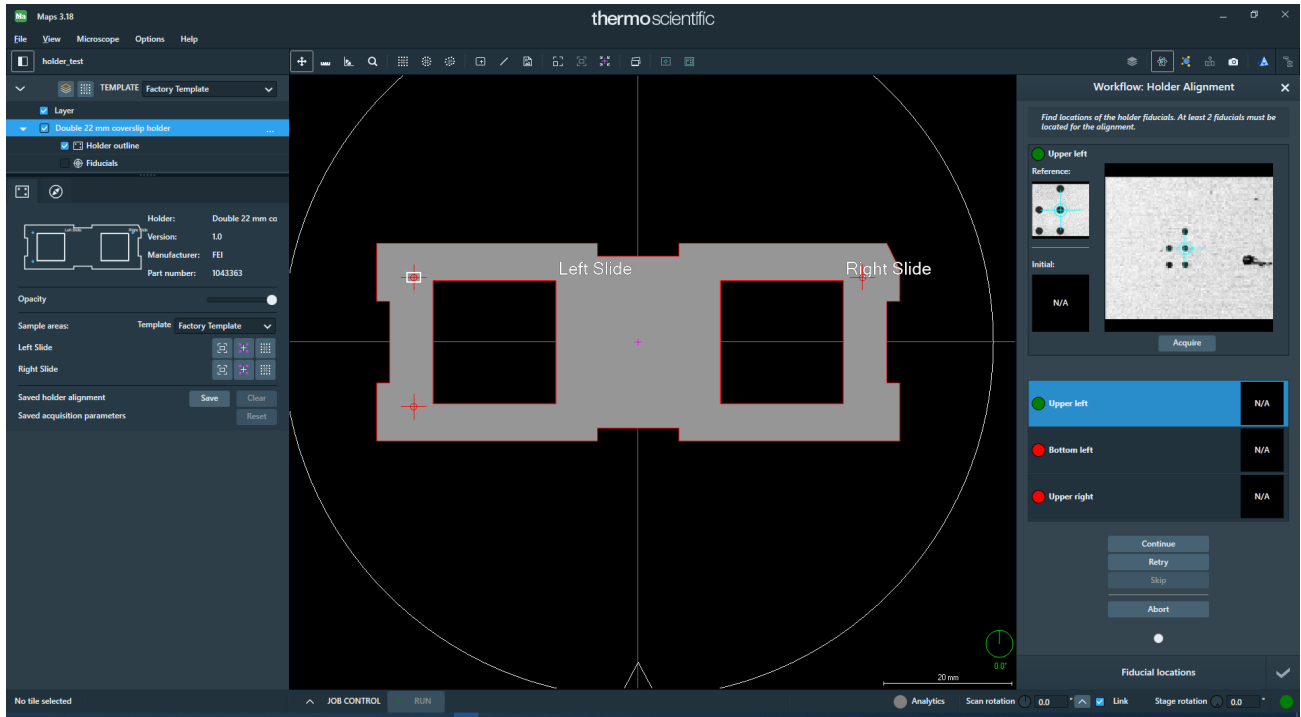 Ma Maps 3.18
thermoscientific
File View Microscope Options Help
holder_test
TEMPLATE Factory Template
Layer
Double 22 mm coverslip holder ...
Holder outline
Fiducials
Holder: Double 22 mm co
Version: 1.0
Manufacturer: FEI
Part number: 1043363
Opacity
Sample areas: Template Factory Template
Left Slide
Right Slide
Saved holder alignment Save Clear
Saved acquisition parameters Reset
Left Slide
Right Slide
0.0°
20 mm
Workflow: Holder Alignment
Find locations of the holder fiducials. At least 2 fiducials must be
located for the alignment.
Upper left
Reference:
Initial:
N/A
Acquire
Upper left N/A
Bottom left N/A
Upper right N/A
Continue
Retry
Skip
Abort
Fiducial locations
No tile selected
JOB CONTROL RUN
Analytics Scan rotation 0.0 ° Link Stage rotation 0.0 °